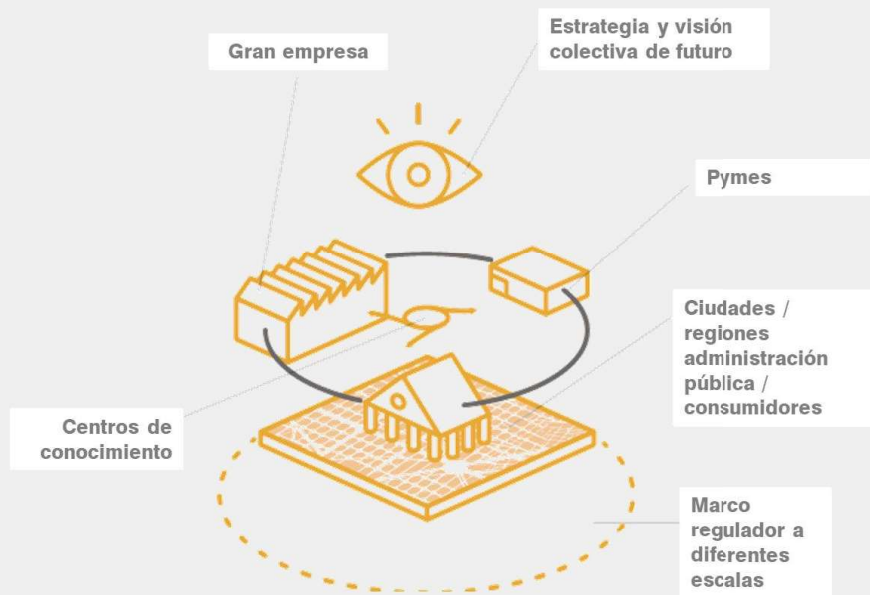 Gran empresa
Estrategia y visión
colectiva de futuro
Pymes
Ciudades /
regiones
administración
pública /
consumidores
Centros de
conocimiento
Marco
regulador a
diferentes
escalas